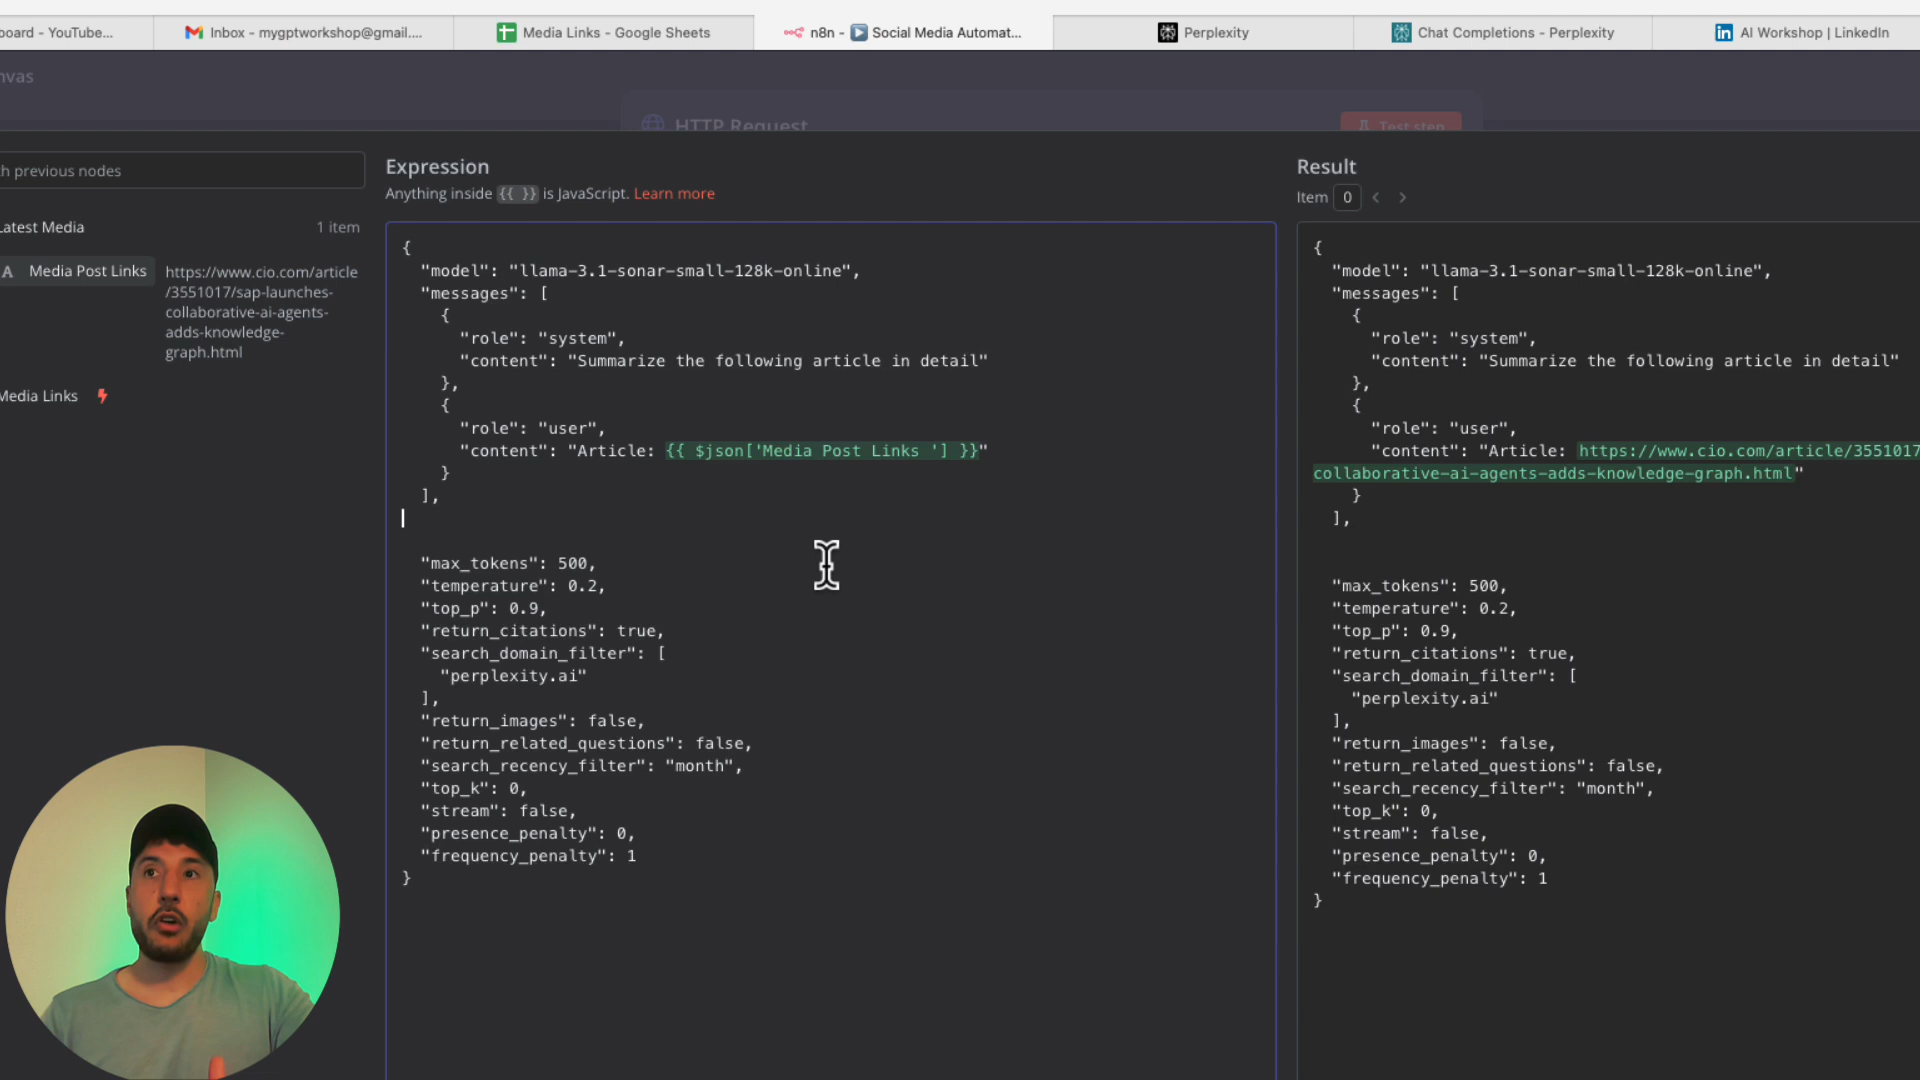 board - YouTube...
Inbox - mygptworkshop@gmail....
Media Links - Google Sheets
n8n - ▶ Social Media Automat...
Perplexity
Chat Completions - Perplexity
AI Workshop | LinkedIn
nvas
HTTP Request
Test step
h previous nodes
Latest Media
1 item
A Media Post Links
https://www.cio.com/article
/3551017/sap-launches-
collaborative-ai-agents-
adds-knowledge-
graph.html
Media Links
Expression
Anything inside {{ }} is JavaScript. Learn more
{
"model": "llama-3.1-sonar-small-128k-online",
"messages": [
{
"role": "system",
"content": "Summarize the following article in detail"
},
{
"role": "user",
"content": "Article: {{ $json['Media Post Links '] }}"
}
],
"max_tokens": 500,
"temperature": 0.2,
"top_p": 0.9,
"return_citations": true,
"search_domain_filter": [
"perplexity.ai"
],
"return_images": false,
"return_related_questions": false,
"search_recency_filter": "month",
"top_k": 0,
"stream": false,
"presence_penalty": 0,
"frequency_penalty": 1
}
Result
Item 0 < >
{
"model": "llama-3.1-sonar-small-128k-online",
"messages": [
{
"role": "system",
"content": "Summarize the following article in detail"
},
{
"role": "user",
"content": "Article: https://www.cio.com/article/3551017
collaborative-ai-agents-adds-knowledge-graph.html"
}
],
"max_tokens": 500,
"temperature": 0.2,
"top_p": 0.9,
"return_citations": true,
"search_domain_filter": [
"perplexity.ai"
],
"return_images": false,
"return_related_questions": false,
"search_recency_filter": "month",
"top_k": 0,
"stream": false,
"presence_penalty": 0,
"frequency_penalty": 1
}